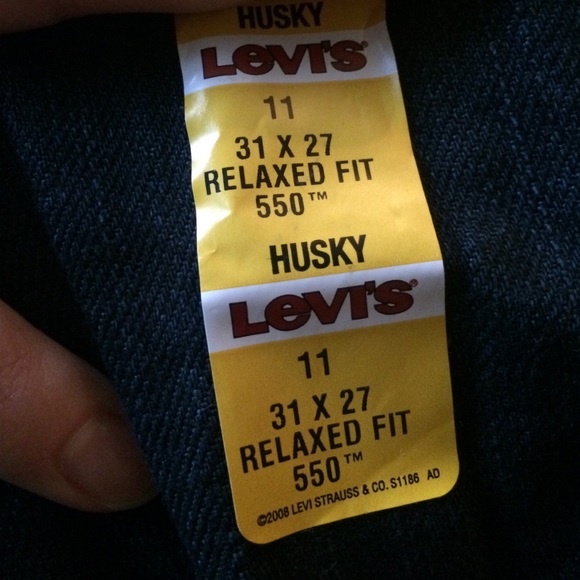 HUSKY
LEVI'S®
11
31 X 27
RELAXED FIT
550™
HUSKY
LEVI'S®
11
31 X 27
RELAXED FIT
550™
©2008 LEVI STRAUSS & CO. S1186 AD